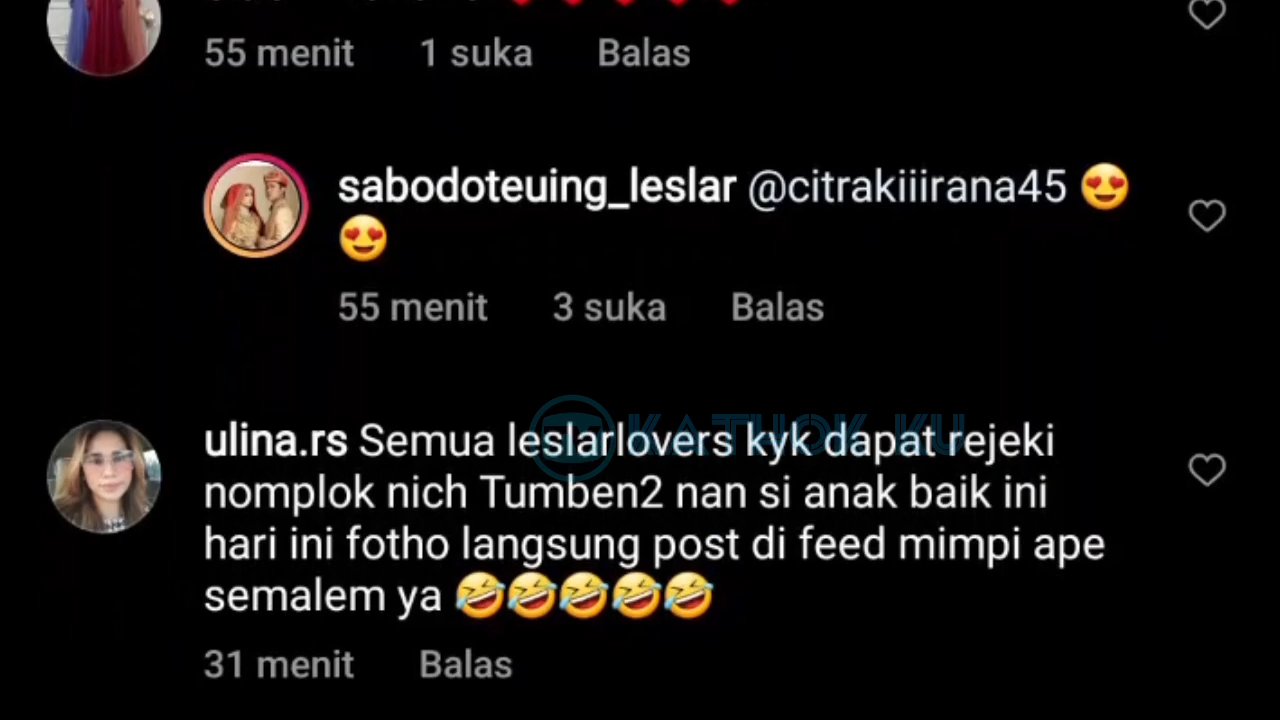 55 menit 1 suka Balas
sabodoteuing_leslar @citrakiiirana45 😍
😍
55 menit 3 suka Balas
KATUOK KU
ulina.rs Semua leslarlovers kyk dapat rejeki
nomplok nich Tumben2 nan si anak baik ini
hari ini fotho langsung post di feed mimpi ape
semalem ya 🤣🤣🤣🤣🤣
31 menit Balas